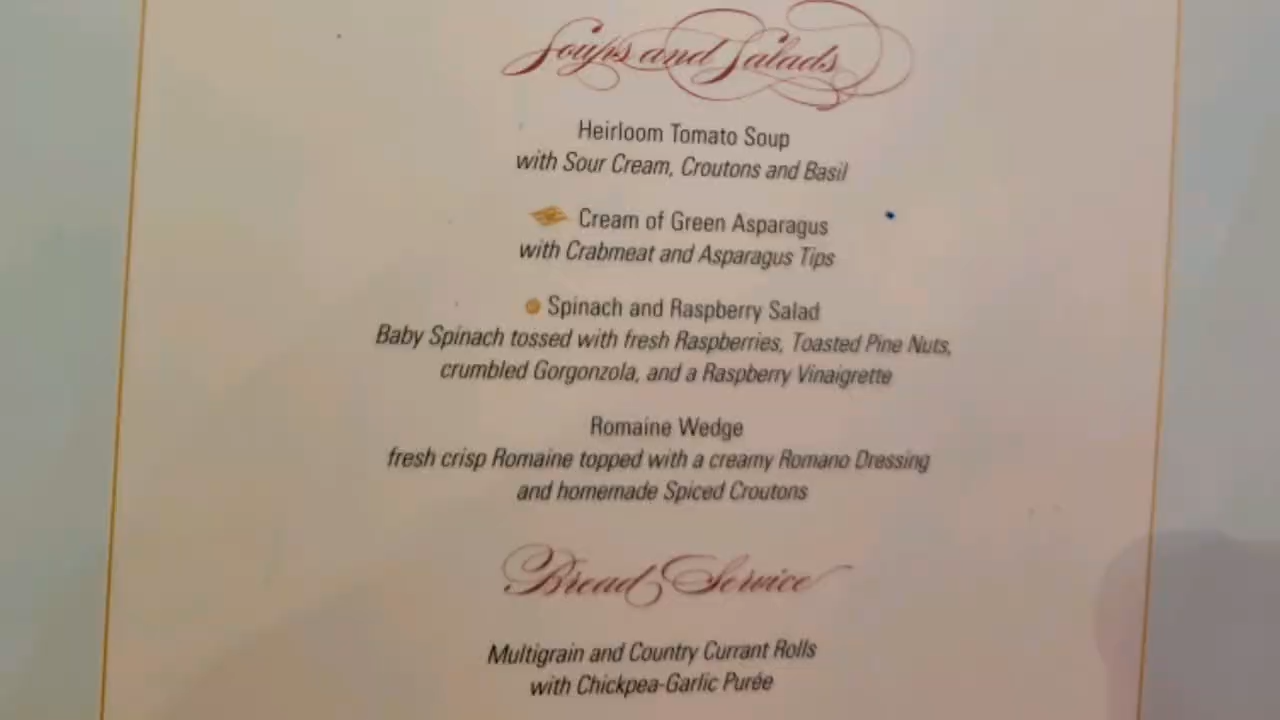 Soups and Salads
Heirloom Tomato Soup
with Sour Cream, Croutons and Basil
Cream of Green Asparagus
with Crabmeat and Asparagus Tips
Spinach and Raspberry Salad
Baby Spinach tossed with fresh Raspberries, Toasted Pine Nuts,
crumbled Gorgonzola, and a Raspberry Vinaigrette
Romaine Wedge
fresh crisp Romaine topped with a creamy Romano Dressing
and homemade Spiced Croutons
Bread Service
Multigrain and Country Currant Rolls
with Chickpea-Garlic Purée